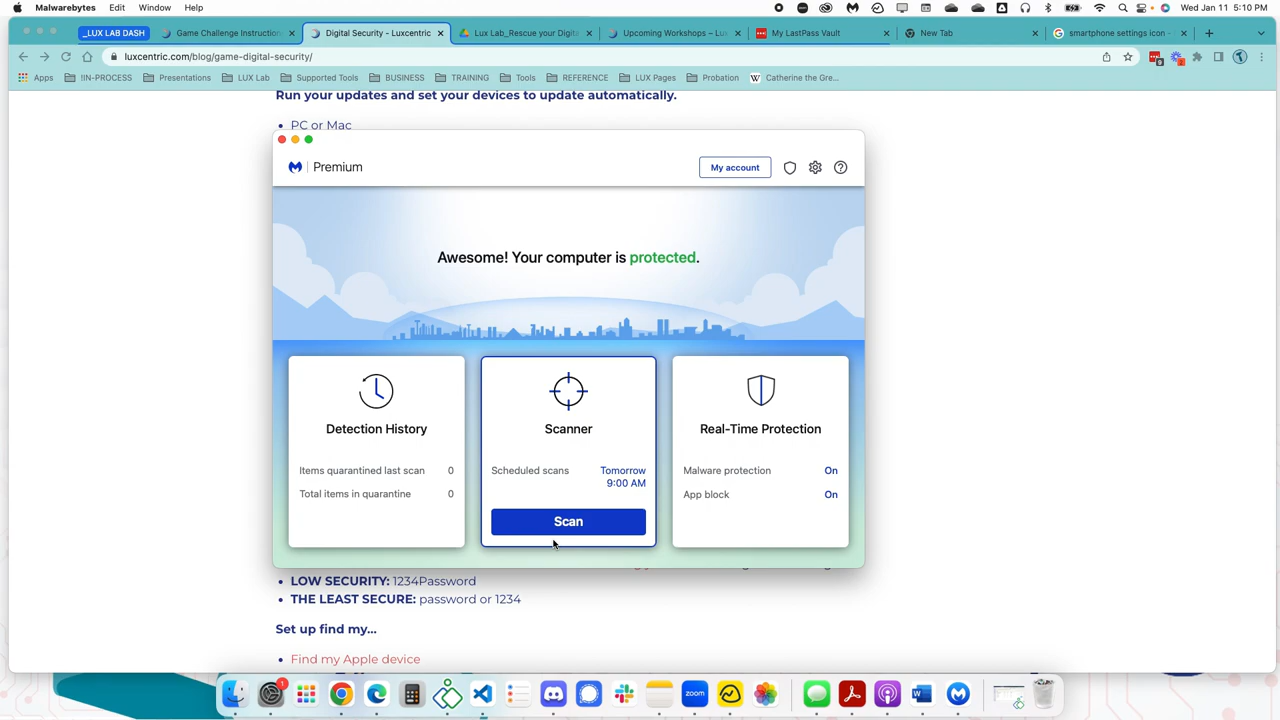 Malwarebytes Edit Window Help Wed Jan 11 5:10 PM
_LUX LAB DASH Game Challenge Instruction Digital Security - Luxcentric Lux Lab_Rescue your Digita Upcoming Workshops – Lux My LastPass Vault New Tab smartphone settings icon -
luxcentric.com/blog/game-digital-security/
Apps !IN-PROCESS Presentations LUX Lab Supported Tools BUSINESS TRAINING Tools REFERENCE LUX Pages Probation Catherine the Gre...
Run your updates and set your devices to update automatically.
• PC or Mac
Premium
My account
Awesome! Your computer is protected.
Detection History
Items quarantined last scan 0
Total items in quarantine 0
Scanner
Scheduled scans Tomorrow
9:00 AM
Scan
Real-Time Protection
Malware protection On
App block On
• LOW SECURITY: 1234Password
• THE LEAST SECURE: password or 1234
Set up find my...
• Find my Apple device
1
zoom